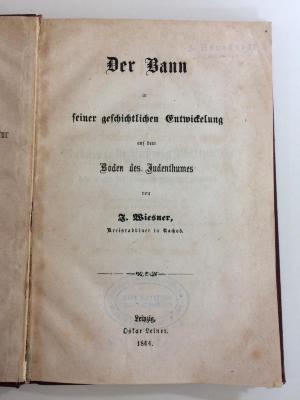 Der Bann
in
seiner geschichtlichen Entwickelung
auf dem
Boden des Judenthumes
von
J. Wiesner,
Kreisrabbiner in Nachod.
Leipzig,
Oskar Leiner.
1864.